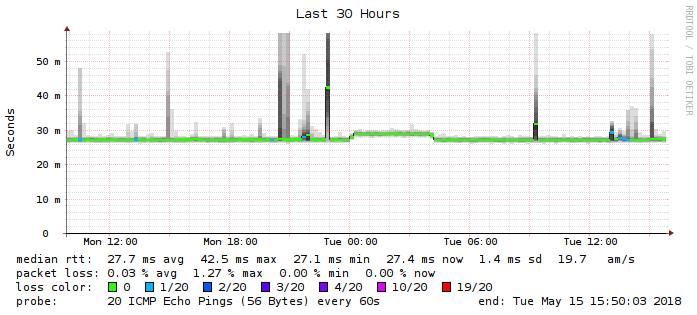 Last 30 Hours
RRDTOOL / TOBI OETIKER
Seconds
50 m
40 m
30 m
20 m
10 m
0
Mon 12:00 Mon 18:00 Tue 00:00 Tue 06:00 Tue 12:00
median rtt: 27.7 ms avg 42.5 ms max 27.1 ms min 27.4 ms now 1.4 ms sd 19.7 am/s
packet loss: 0.03 % avg 1.27 % max 0.00 % min 0.00 % now
loss color: 0 1/20 2/20 3/20 4/20 10/20 19/20
probe: 20 ICMP Echo Pings (56 Bytes) every 60s end: Tue May 15 15:50:03 2018